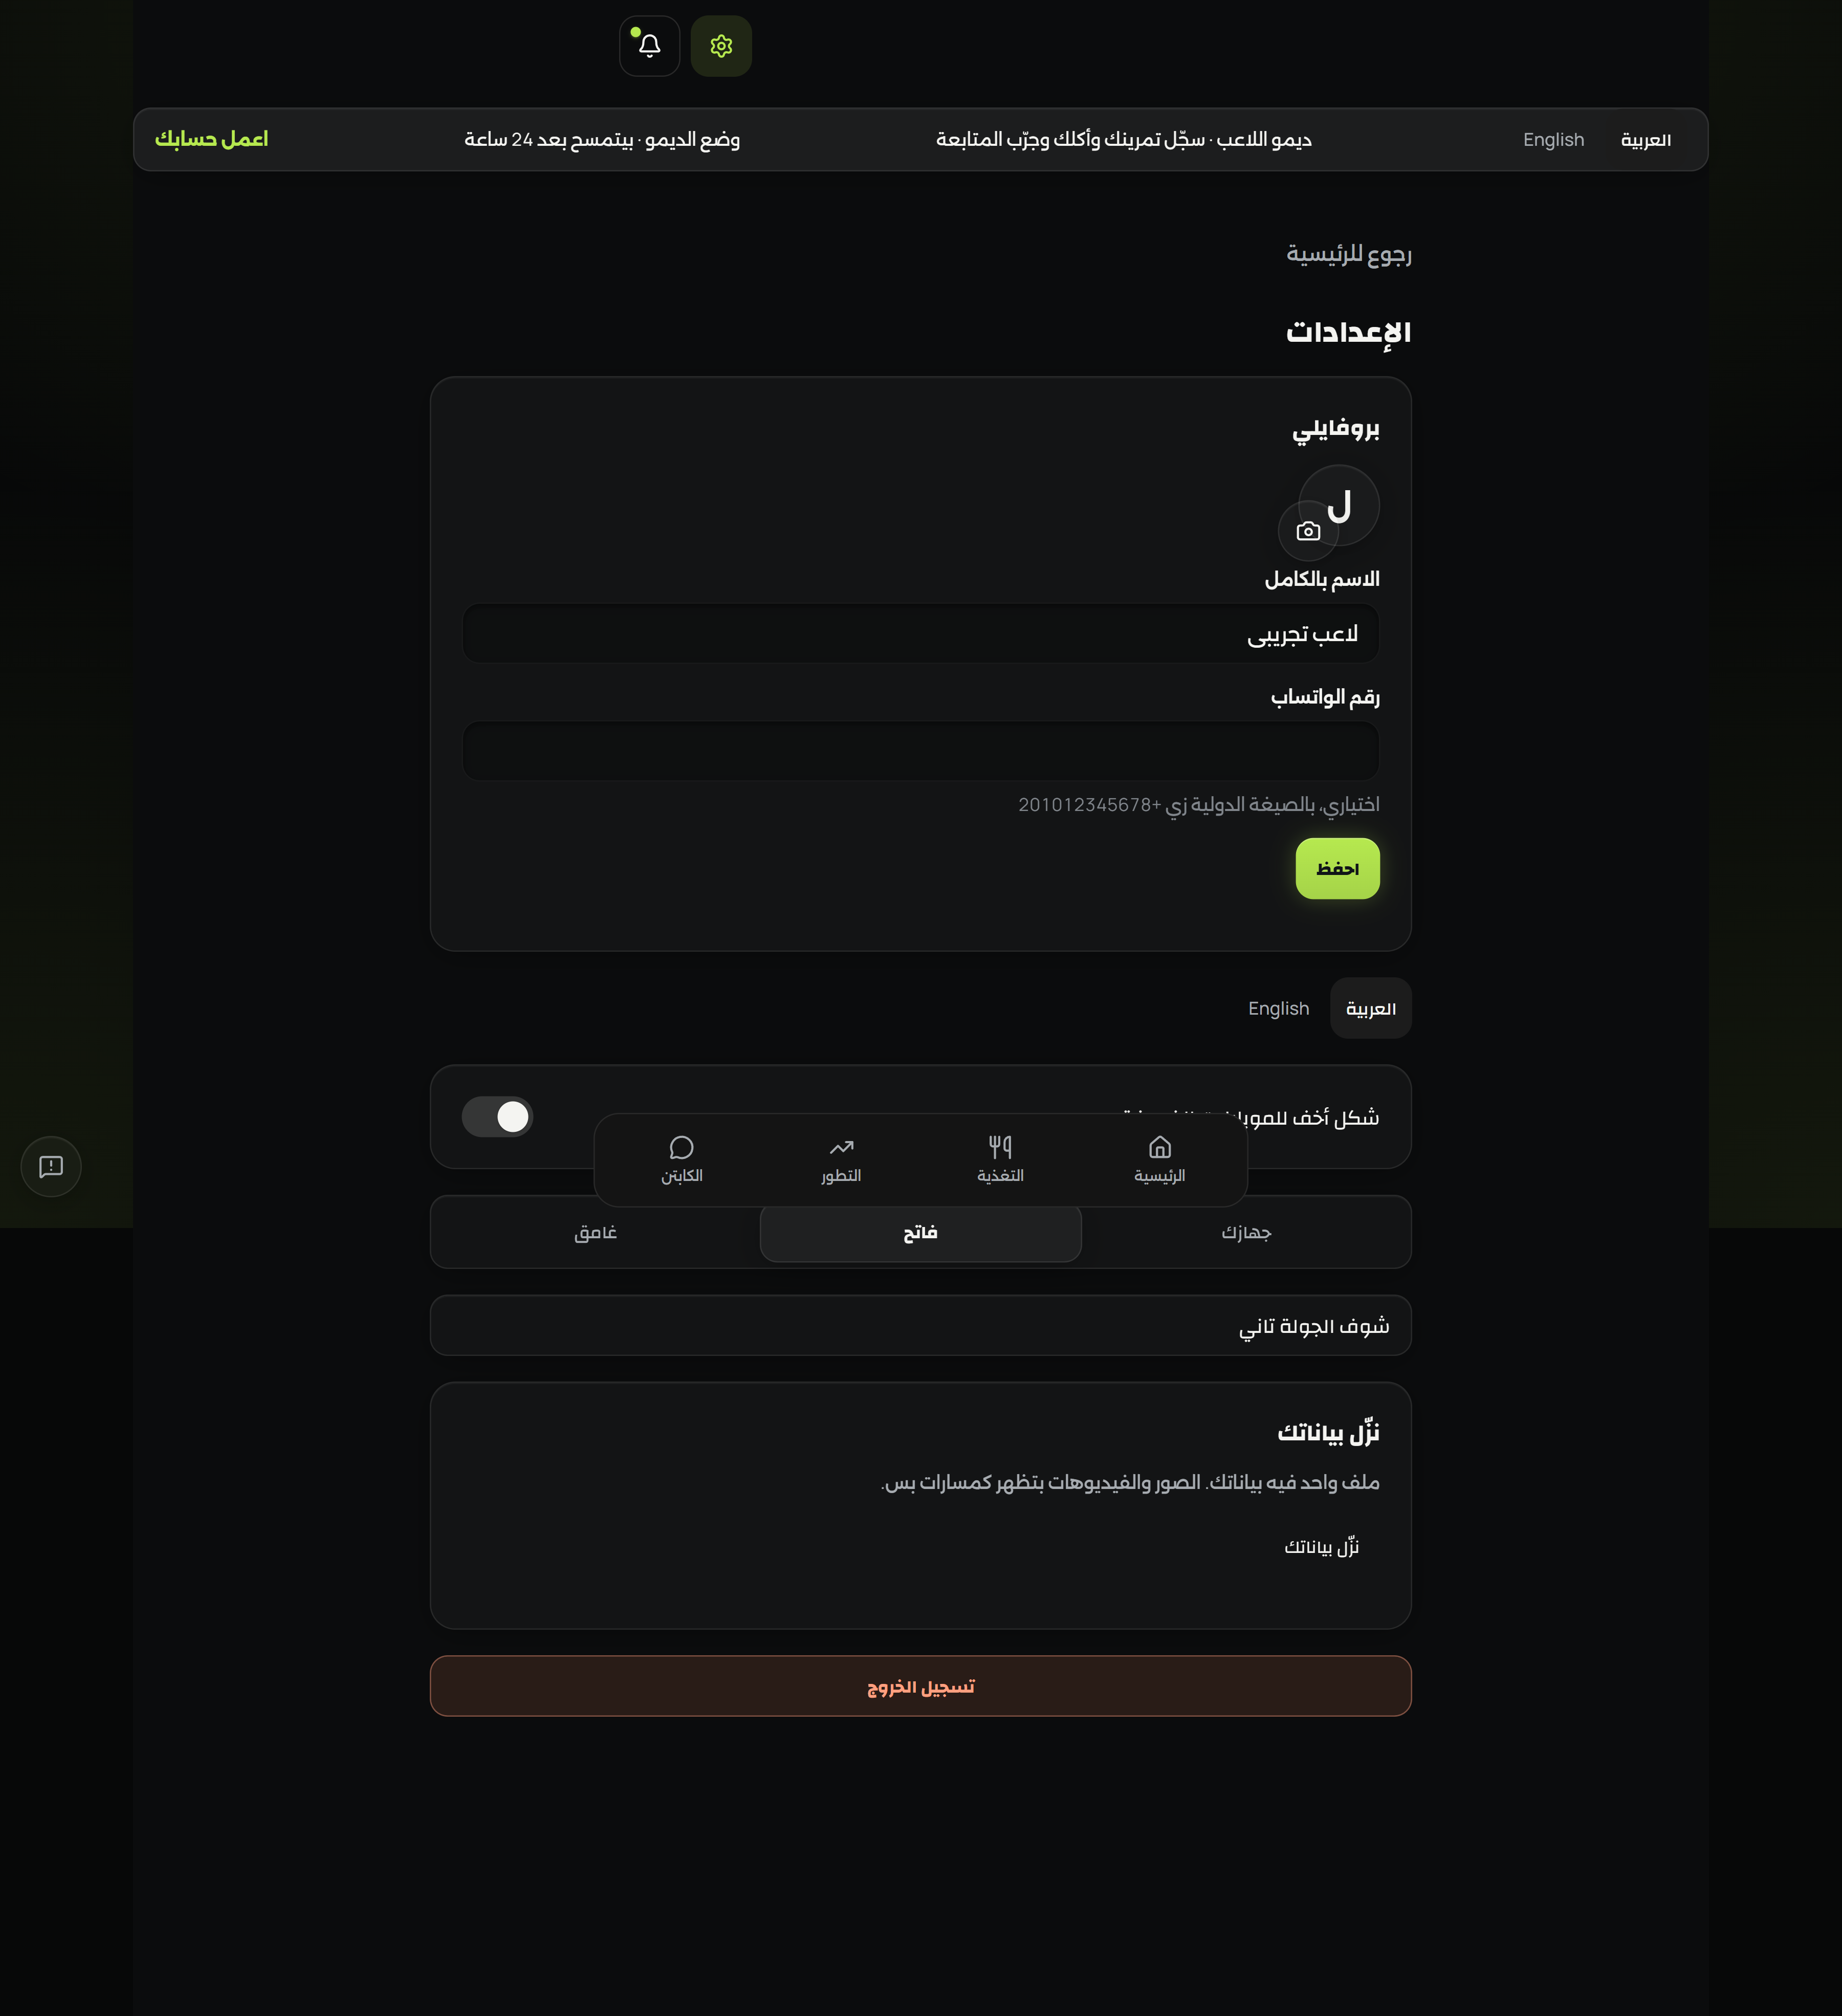 العربية English ديمو اللاعب · سجّل تمرينك وأكلك وجرّب المتابعة وضع الديمو · بيتمسح بعد 24 ساعة اعمل حسابك
رجوع للرئيسية
الإعدادات
بروفايلي
ل
الاسم بالكامل
لاعب تجريبى
رقم الواتساب
اختياري، بالصيغة الدولية زي +201012345678
احفظ
العربية English
شكل أخف
الرئيسية التغذية التطور الكابتن
جهازك فاتح غامق
شوف الجولة تاني
نزّل بياناتك
ملف واحد فيه بياناتك. الصور والفيديوهات بتظهر كمسارات بس.
نزّل بياناتك
تسجيل الخروج